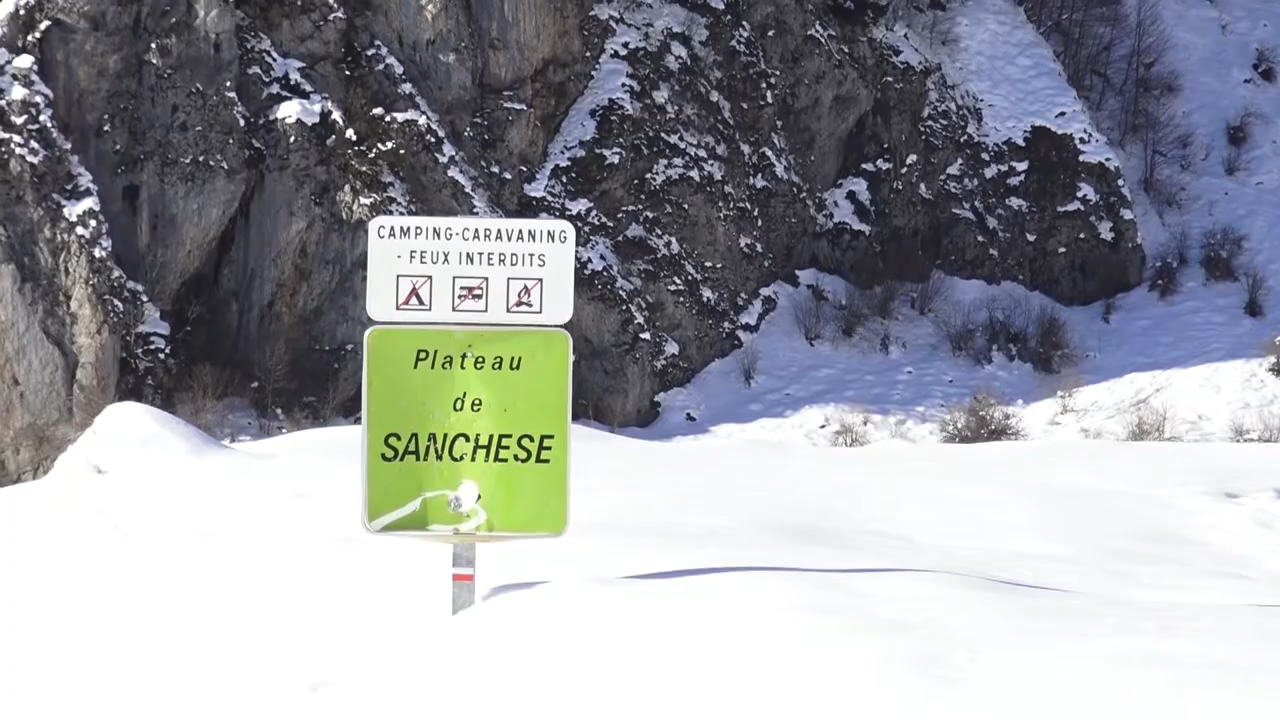 CAMPING-CARAVANING
- FEUX INTERDITS
Plateau
de
SANCHESE